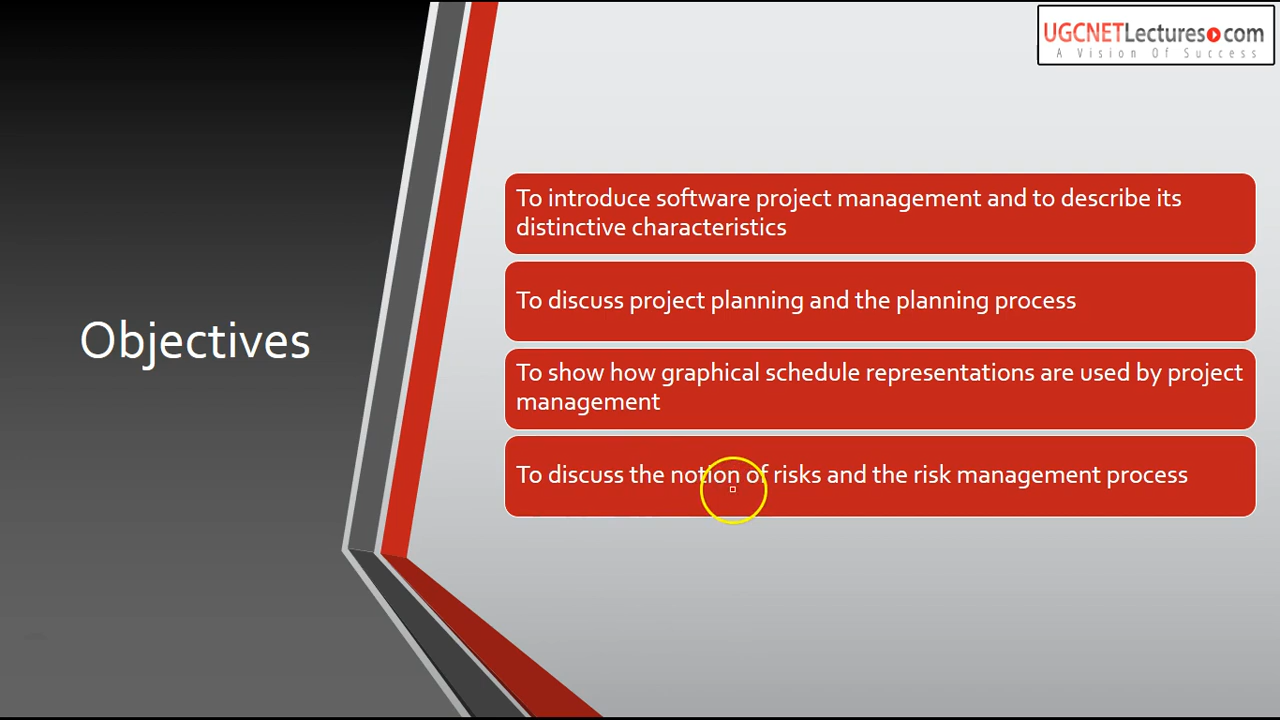 UGCNETLectures.com
A Vision Of Success
Objectives
To introduce software project management and to describe its
distinctive characteristics
To discuss project planning and the planning process
To show how graphical schedule representations are used by project
management
To discuss the notion of risks and the risk management process